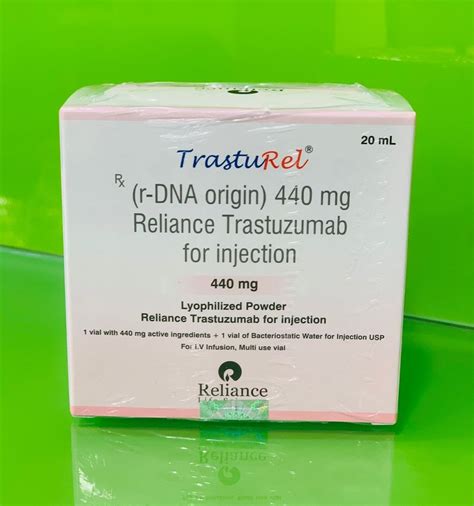 20 mL
TrastuRel®
Rx (r-DNA origin) 440 mg
Reliance Trastuzumab
for injection
440 mg
Lyophilized Powder
Reliance Trastuzumab for injection
1 vial with 440 mg active ingredients + 1 vial of Bacteriostatic Water for Injection USP
For I.V Infusion, Multi use vial
Reliance